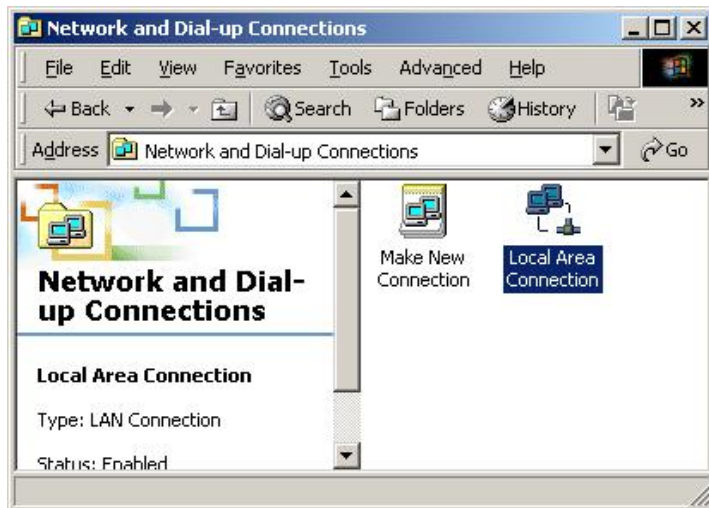 Network and Dial-up Connections
File Edit View Favorites Tools Advanced Help
Back Search Folders History »
Address Network and Dial-up Connections Go
Network and Dial-
up Connections
Local Area Connection
Type: LAN Connection
Status: Enabled
Make New
Connection
Local Area
Connection